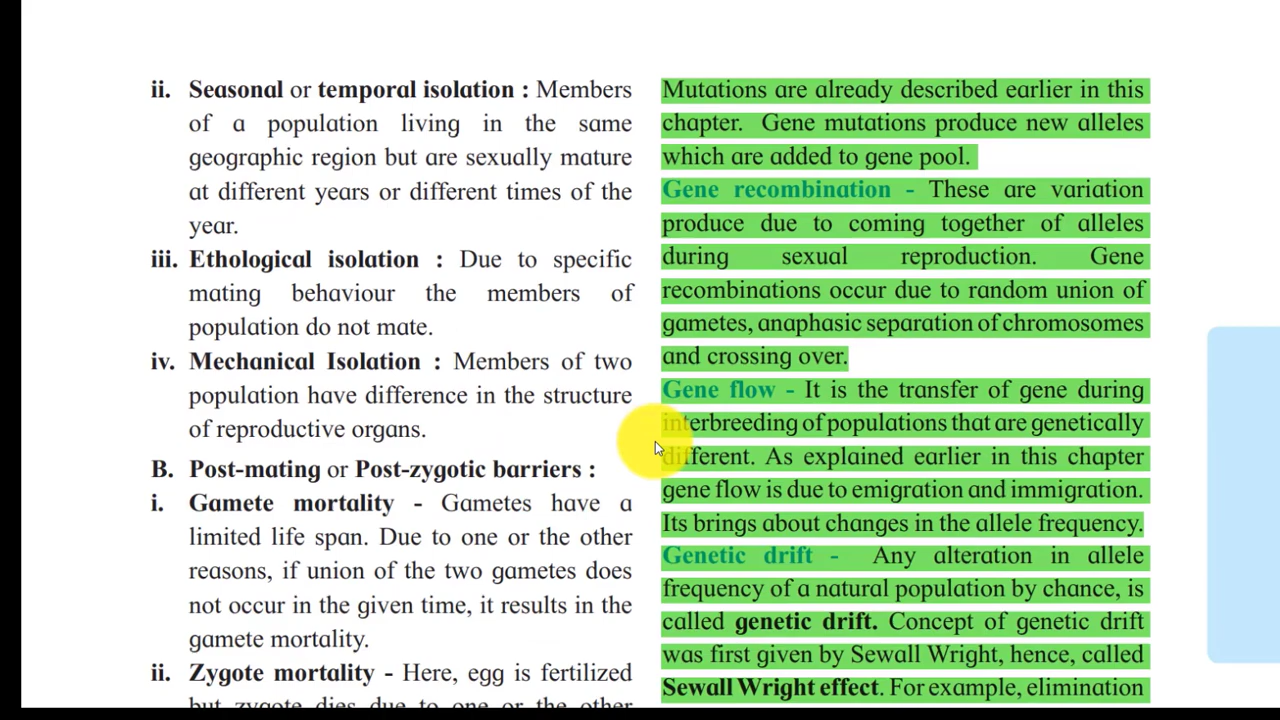 ii. Seasonal or temporal isolation : Members
of a population living in the same
geographic region but are sexually mature
at different years or different times of the
year.
iii. Ethological isolation : Due to specific
mating behaviour the members of
population do not mate.
iv. Mechanical Isolation : Members of two
population have difference in the structure
of reproductive organs.
B. Post-mating or Post-zygotic barriers :
i. Gamete mortality - Gametes have a
limited life span. Due to one or the other
reasons, if union of the two gametes does
not occur in the given time, it results in the
gamete mortality.
ii. Zygote mortality - Here, egg is fertilized
but zygote dies due to one or the other
Mutations are already described earlier in this
chapter. Gene mutations produce new alleles
which are added to gene pool.
Gene recombination - These are variation
produce due to coming together of alleles
during sexual reproduction. Gene
recombinations occur due to random union of
gametes, anaphasic separation of chromosomes
and crossing over.
Gene flow - It is the transfer of gene during
interbreeding of populations that are genetically
different. As explained earlier in this chapter
gene flow is due to emigration and immigration.
Its brings about changes in the allele frequency.
Genetic drift - Any alteration in allele
frequency of a natural population by chance, is
called genetic drift. Concept of genetic drift
was first given by Sewall Wright, hence, called
Sewall Wright effect. For example, elimination